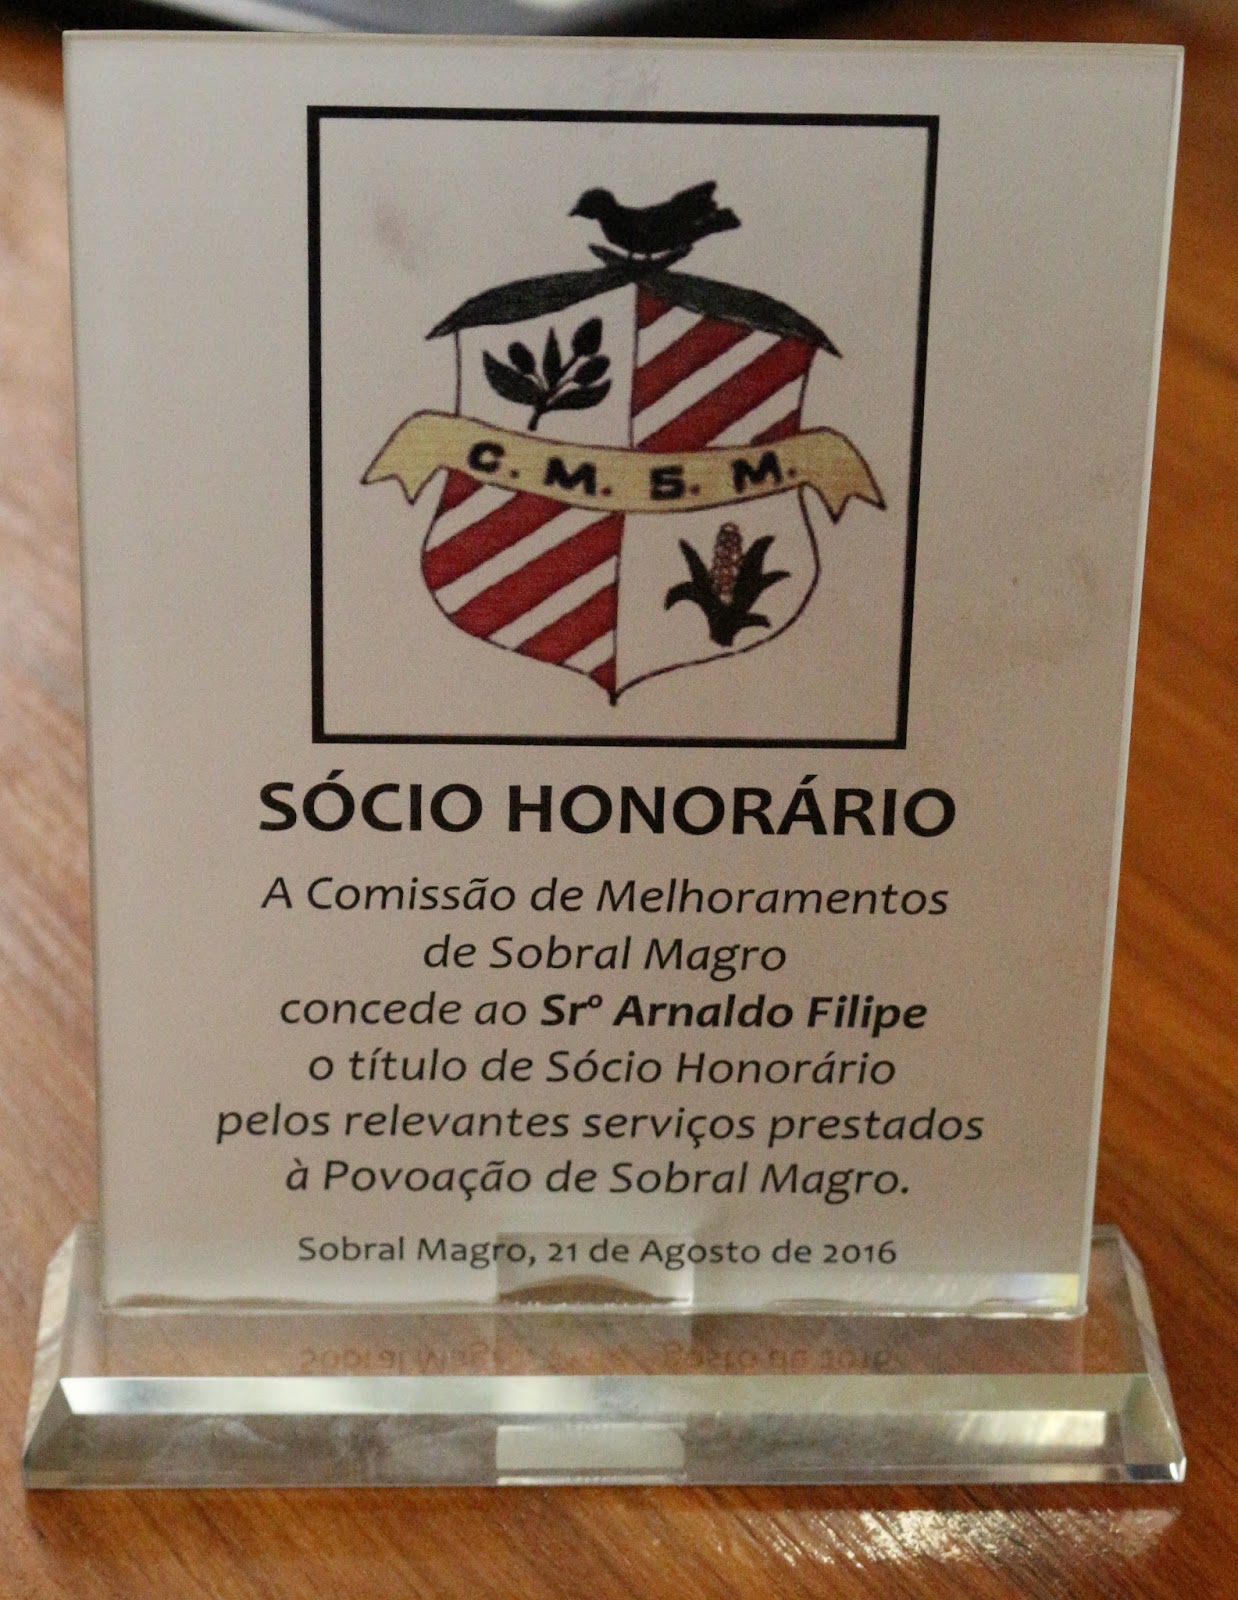 C. M. S. M.
SÓCIO HONORÁRIO
A Comissão de Melhoramentos
de Sobral Magro
concede ao Srº Arnaldo Filipe
o título de Sócio Honorário
pelos relevantes serviços prestados
à Povoação de Sobral Magro.
Sobral Magro, 21 de Agosto de 2016